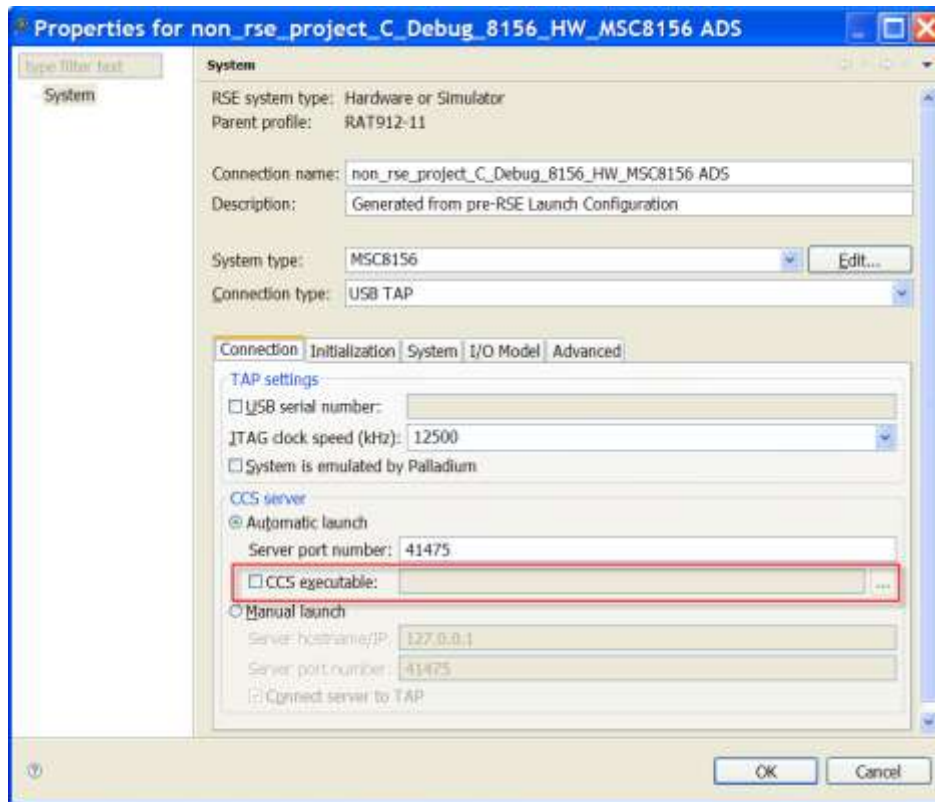 Properties for non_rse_project_C_Debug_8156_HW_MSC8156 ADS
type filter text
System
System
RSE system type: Hardware or Simulator
Parent profile: RAT912-11
Connection name: non_rse_project_C_Debug_8156_HW_MSC8156 ADS
Description: Generated from pre-RSE Launch Configuration
System type: MSC8156 Edit...
Connection type: USB TAP
Connection Initialization System I/O Model Advanced
TAP settings
USB serial number:
JTAG clock speed (kHz): 12500
System is emulated by Palladium
CCS server
Automatic launch
Server port number: 41475
CCS executable: ...
Manual launch
Server hostname/IP: 127.0.0.1
Server port number: 41475
Connect server to TAP
OK Cancel